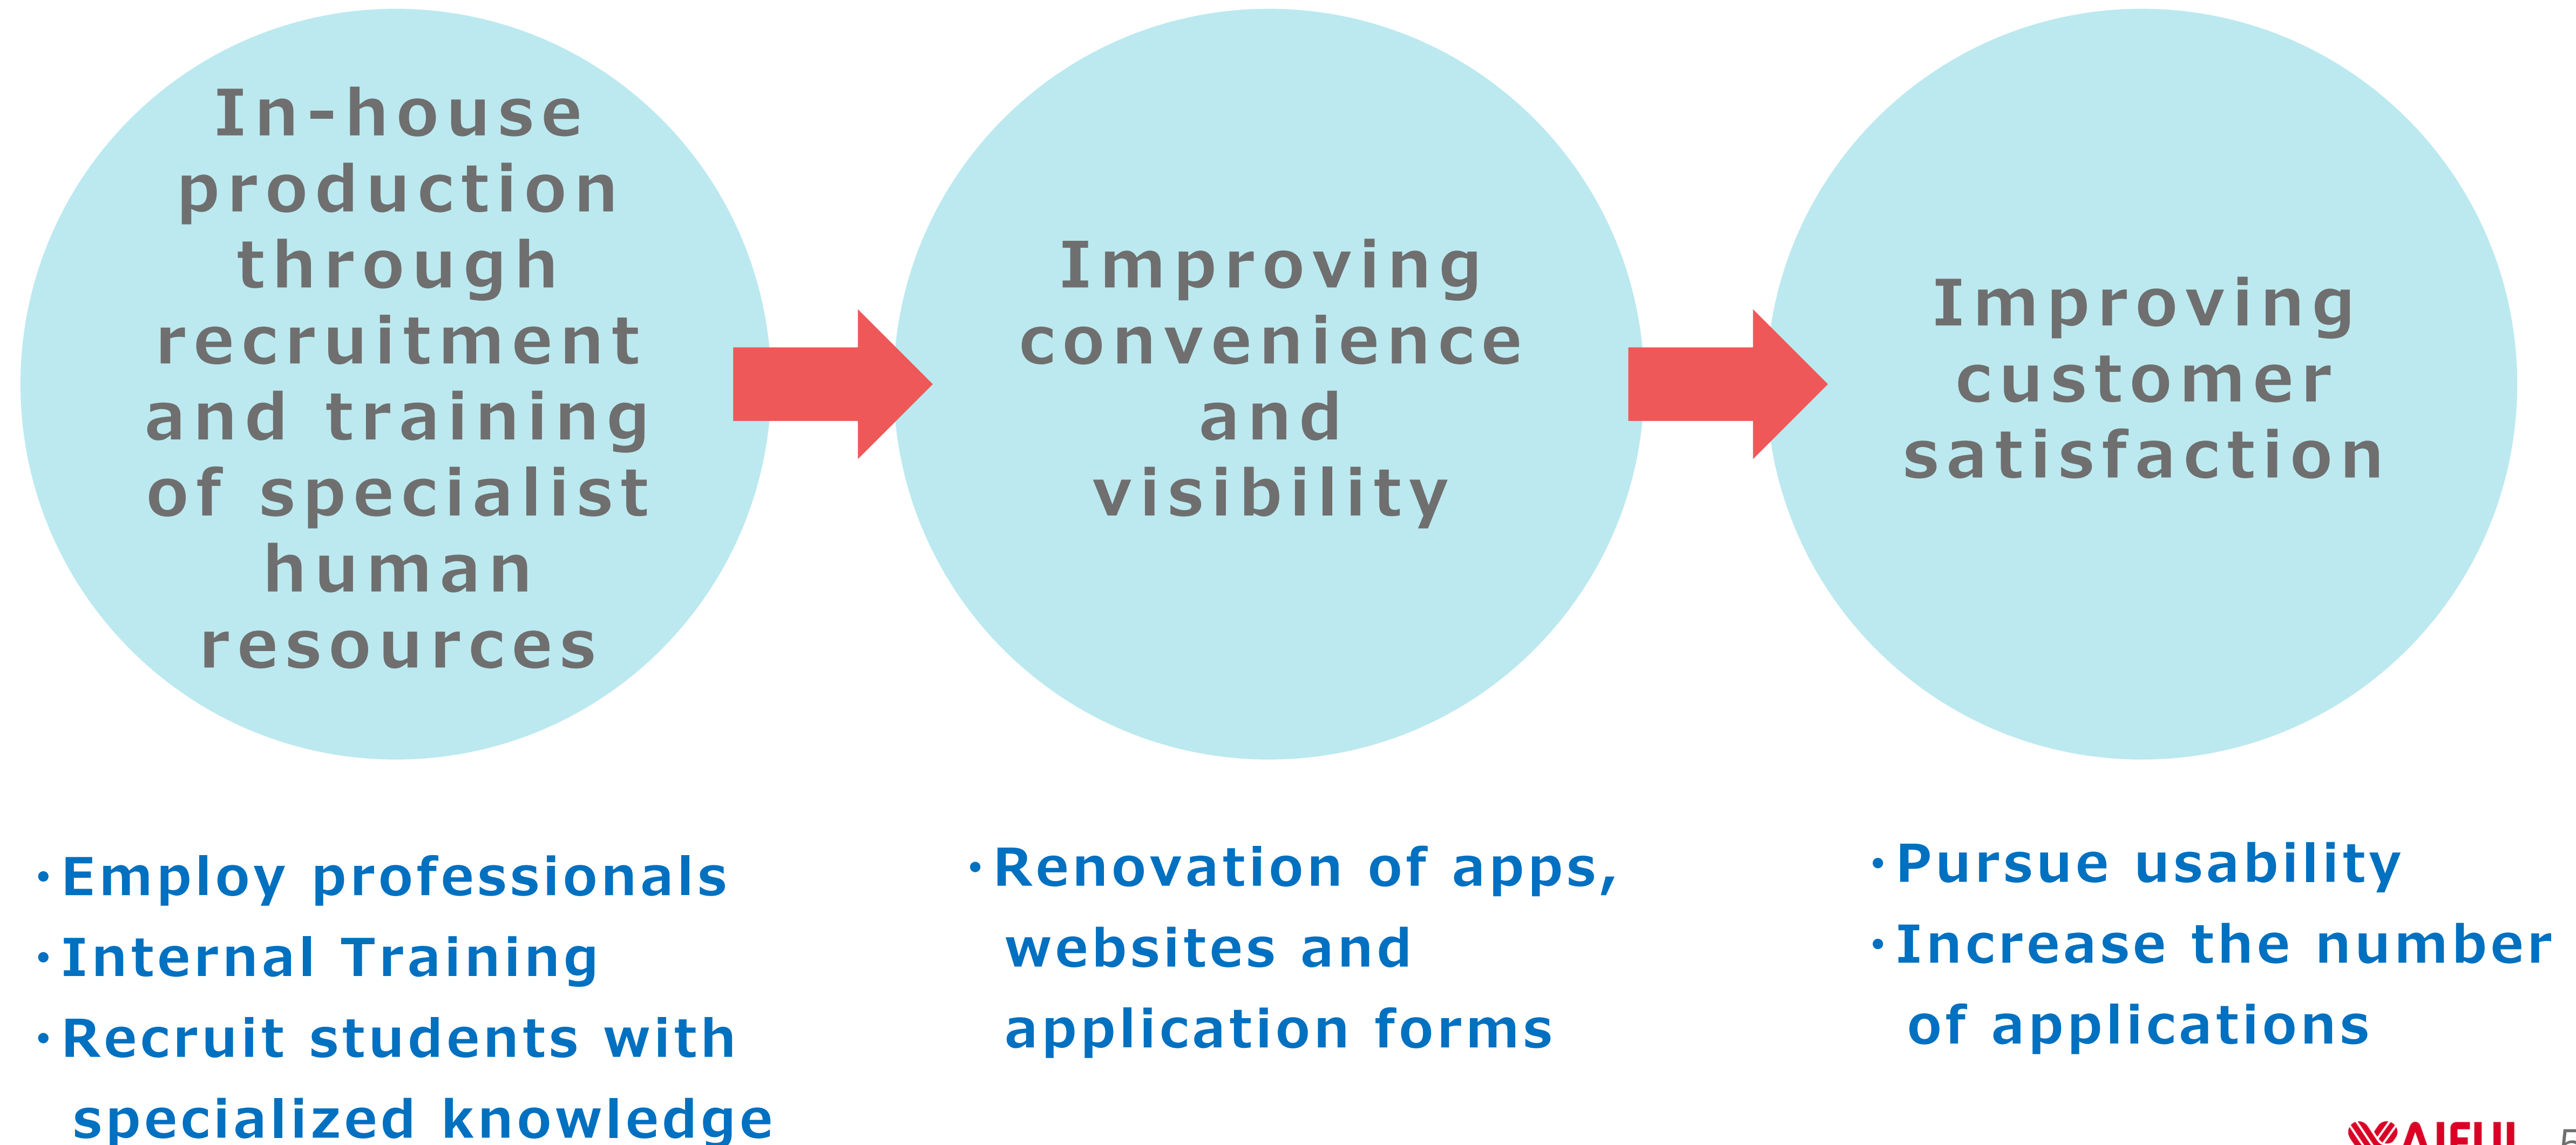 In-house
production
through
recruitment
and training
of specialist
human
resources
Improving
convenience
and
visibility
Improving
customer
satisfaction
・Employ professionals
・Internal Training
・Recruit students with
specialized knowledge
・Renovation of apps,
websites and
application forms
・Pursue usability
・Increase the number
of applications
AIFUL